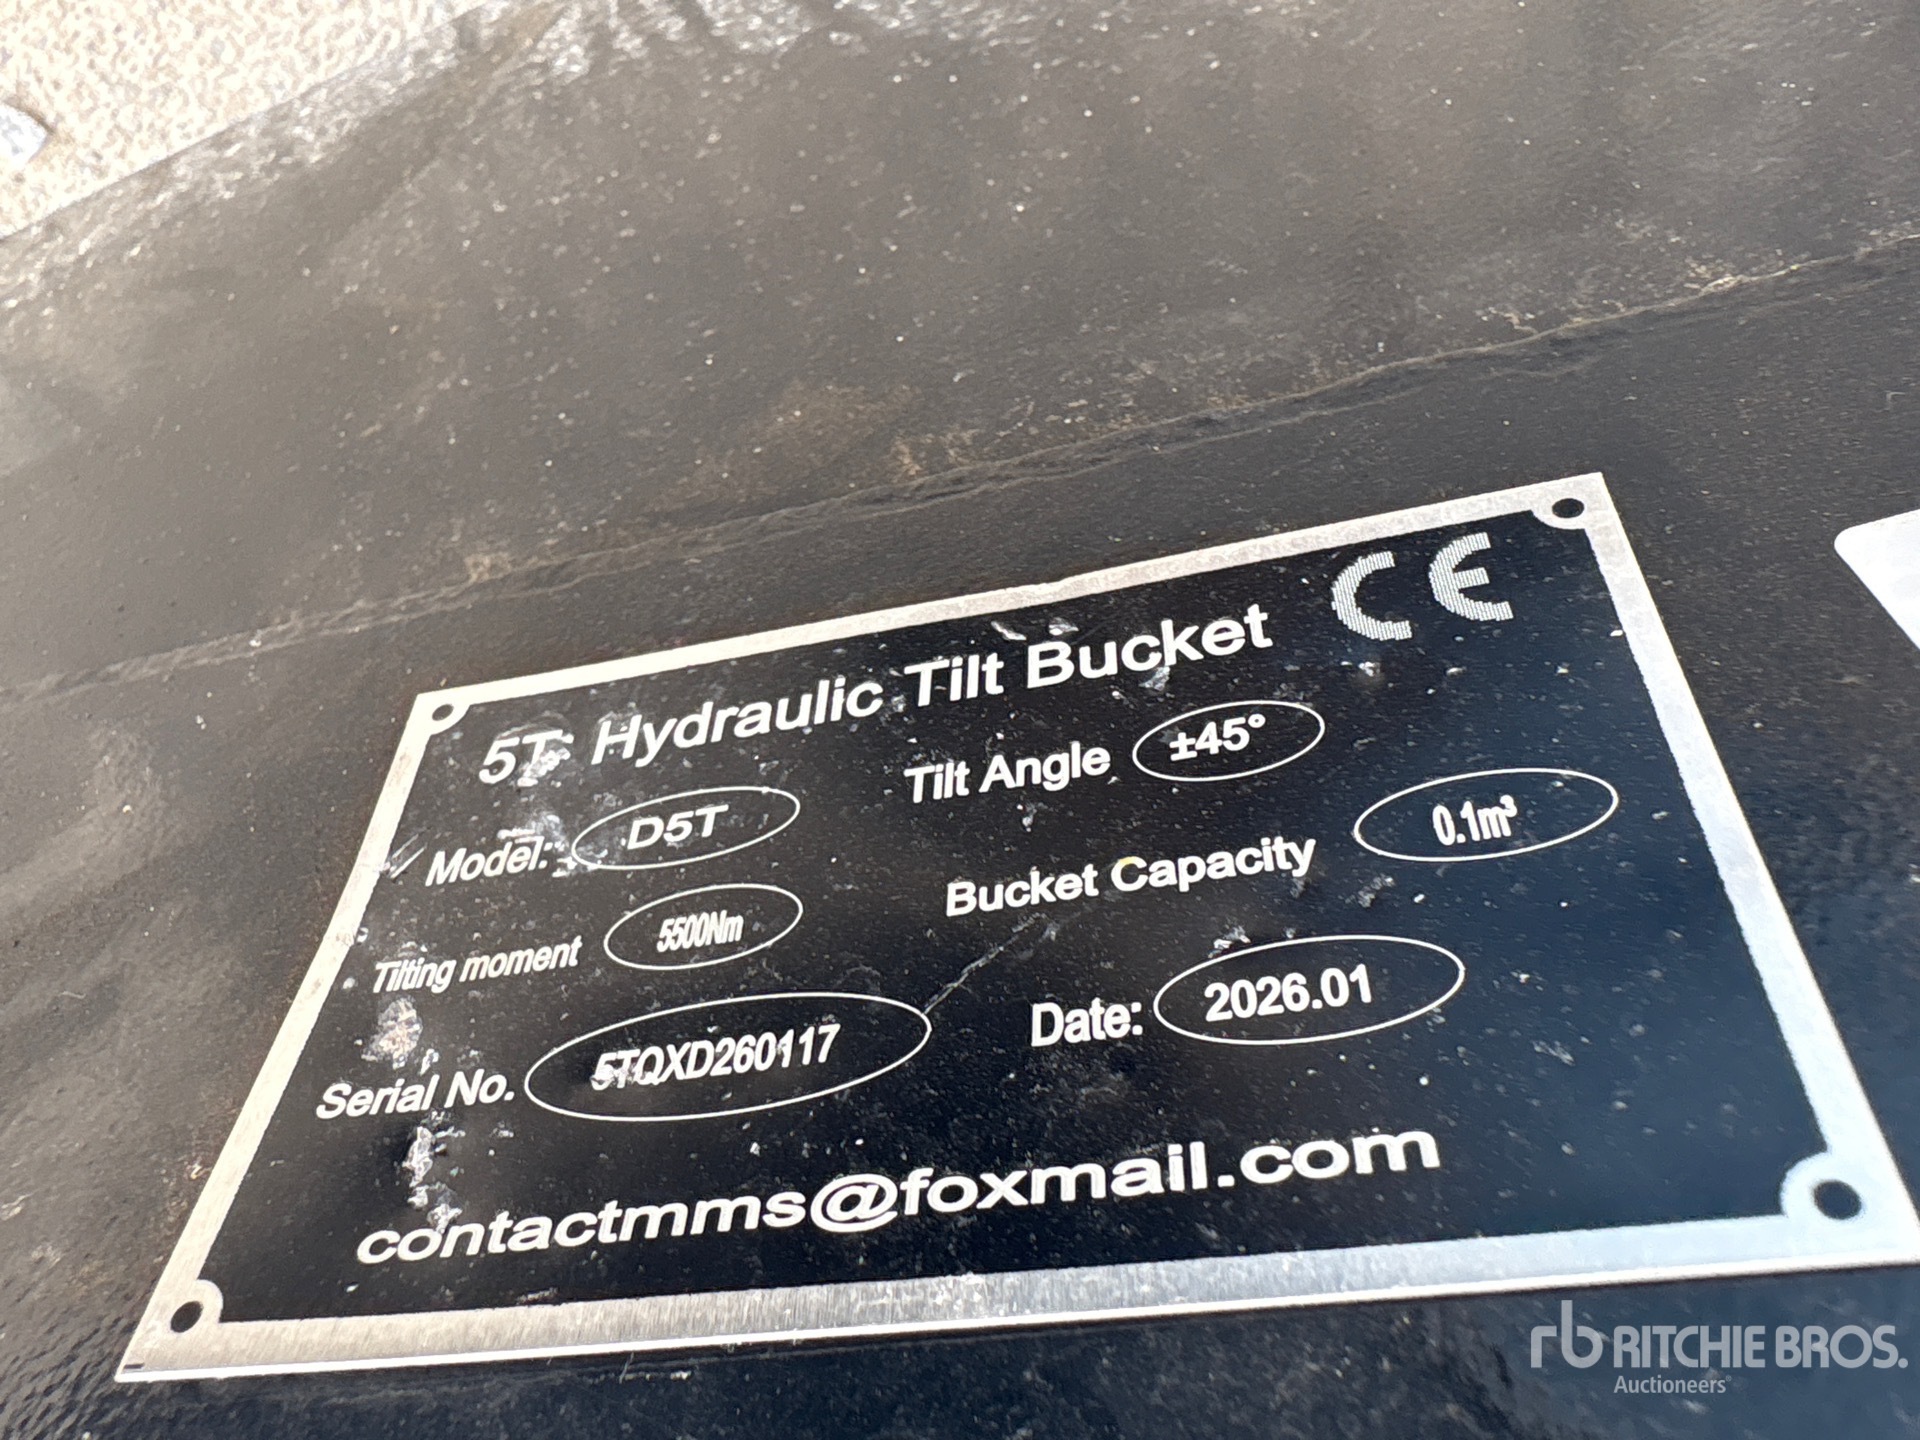 5T Hydraulic Tilt Bucket CE
Model: D5T Tilt Angle ±45°
Tilting moment 5500Nm Bucket Capacity 0.1m³
Serial No. 5TQXD260117 Date: 2026.01
contactmms@foxmail.com
rb RITCHIE BROS.
Auctioneers